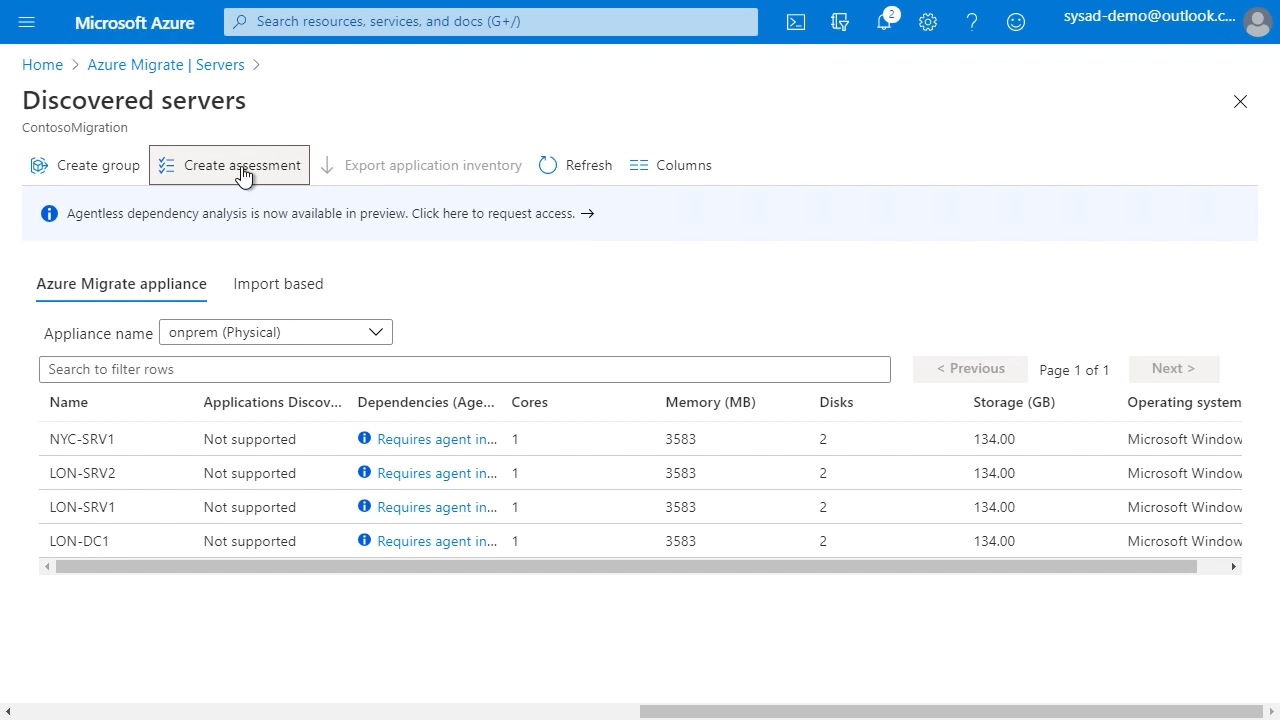 Microsoft Azure
Search resources, services, and docs (G+/)
2
sysad-demo@outlook.c...
Home > Azure Migrate | Servers >
Discovered servers
ContosoMigration
Create group
Create assessment
Export application inventory
Refresh
Columns
Agentless dependency analysis is now available in preview. Click here to request access. →
Azure Migrate appliance
Import based
Appliance name
onprem (Physical)
Search to filter rows
< Previous
Page 1 of 1
Next >
Name Applications Discov... Dependencies (Age... Cores Memory (MB) Disks Storage (GB) Operating system
NYC-SRV1 Not supported Requires agent in... 1 3583 2 134.00 Microsoft Window
LON-SRV2 Not supported Requires agent in... 1 3583 2 134.00 Microsoft Window
LON-SRV1 Not supported Requires agent in... 1 3583 2 134.00 Microsoft Window
LON-DC1 Not supported Requires agent in... 1 3583 2 134.00 Microsoft Window